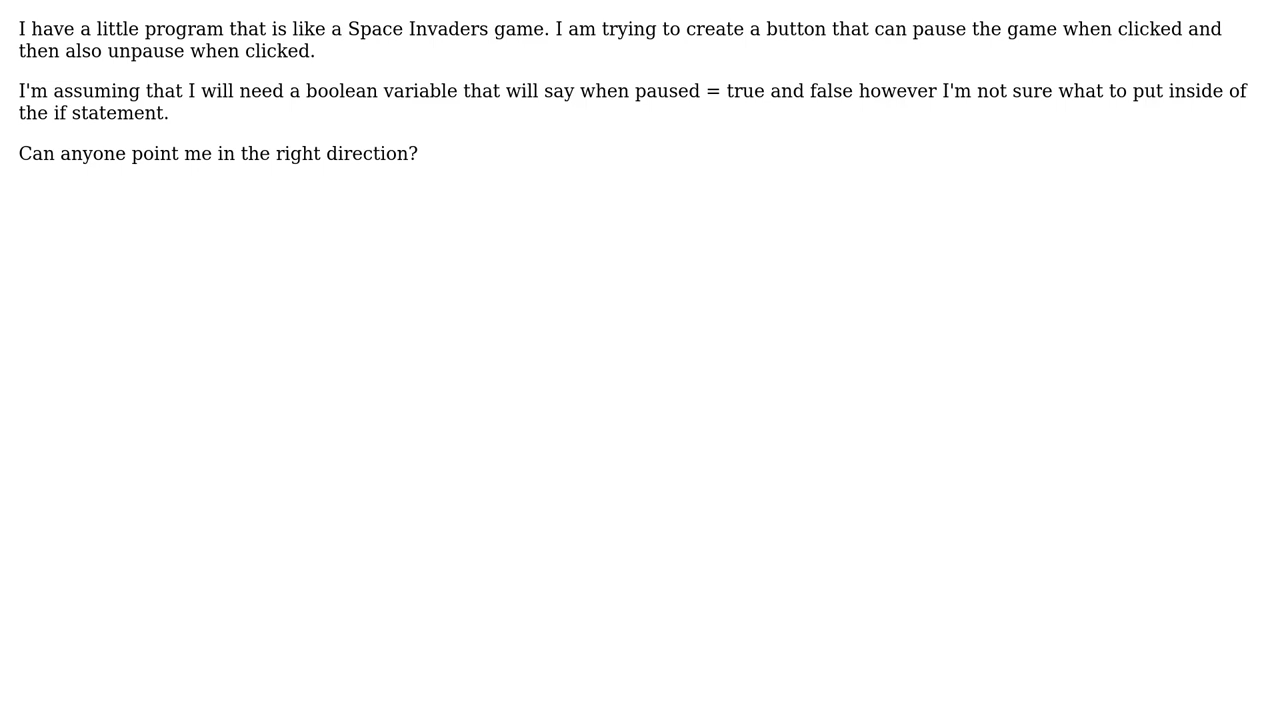 I have a little program that is like a Space Invaders game. I am trying to create a button that can pause the game when clicked and
then also unpause when clicked.
I'm assuming that I will need a boolean variable that will say when paused = true and false however I'm not sure what to put inside of
the if statement.
Can anyone point me in the right direction?